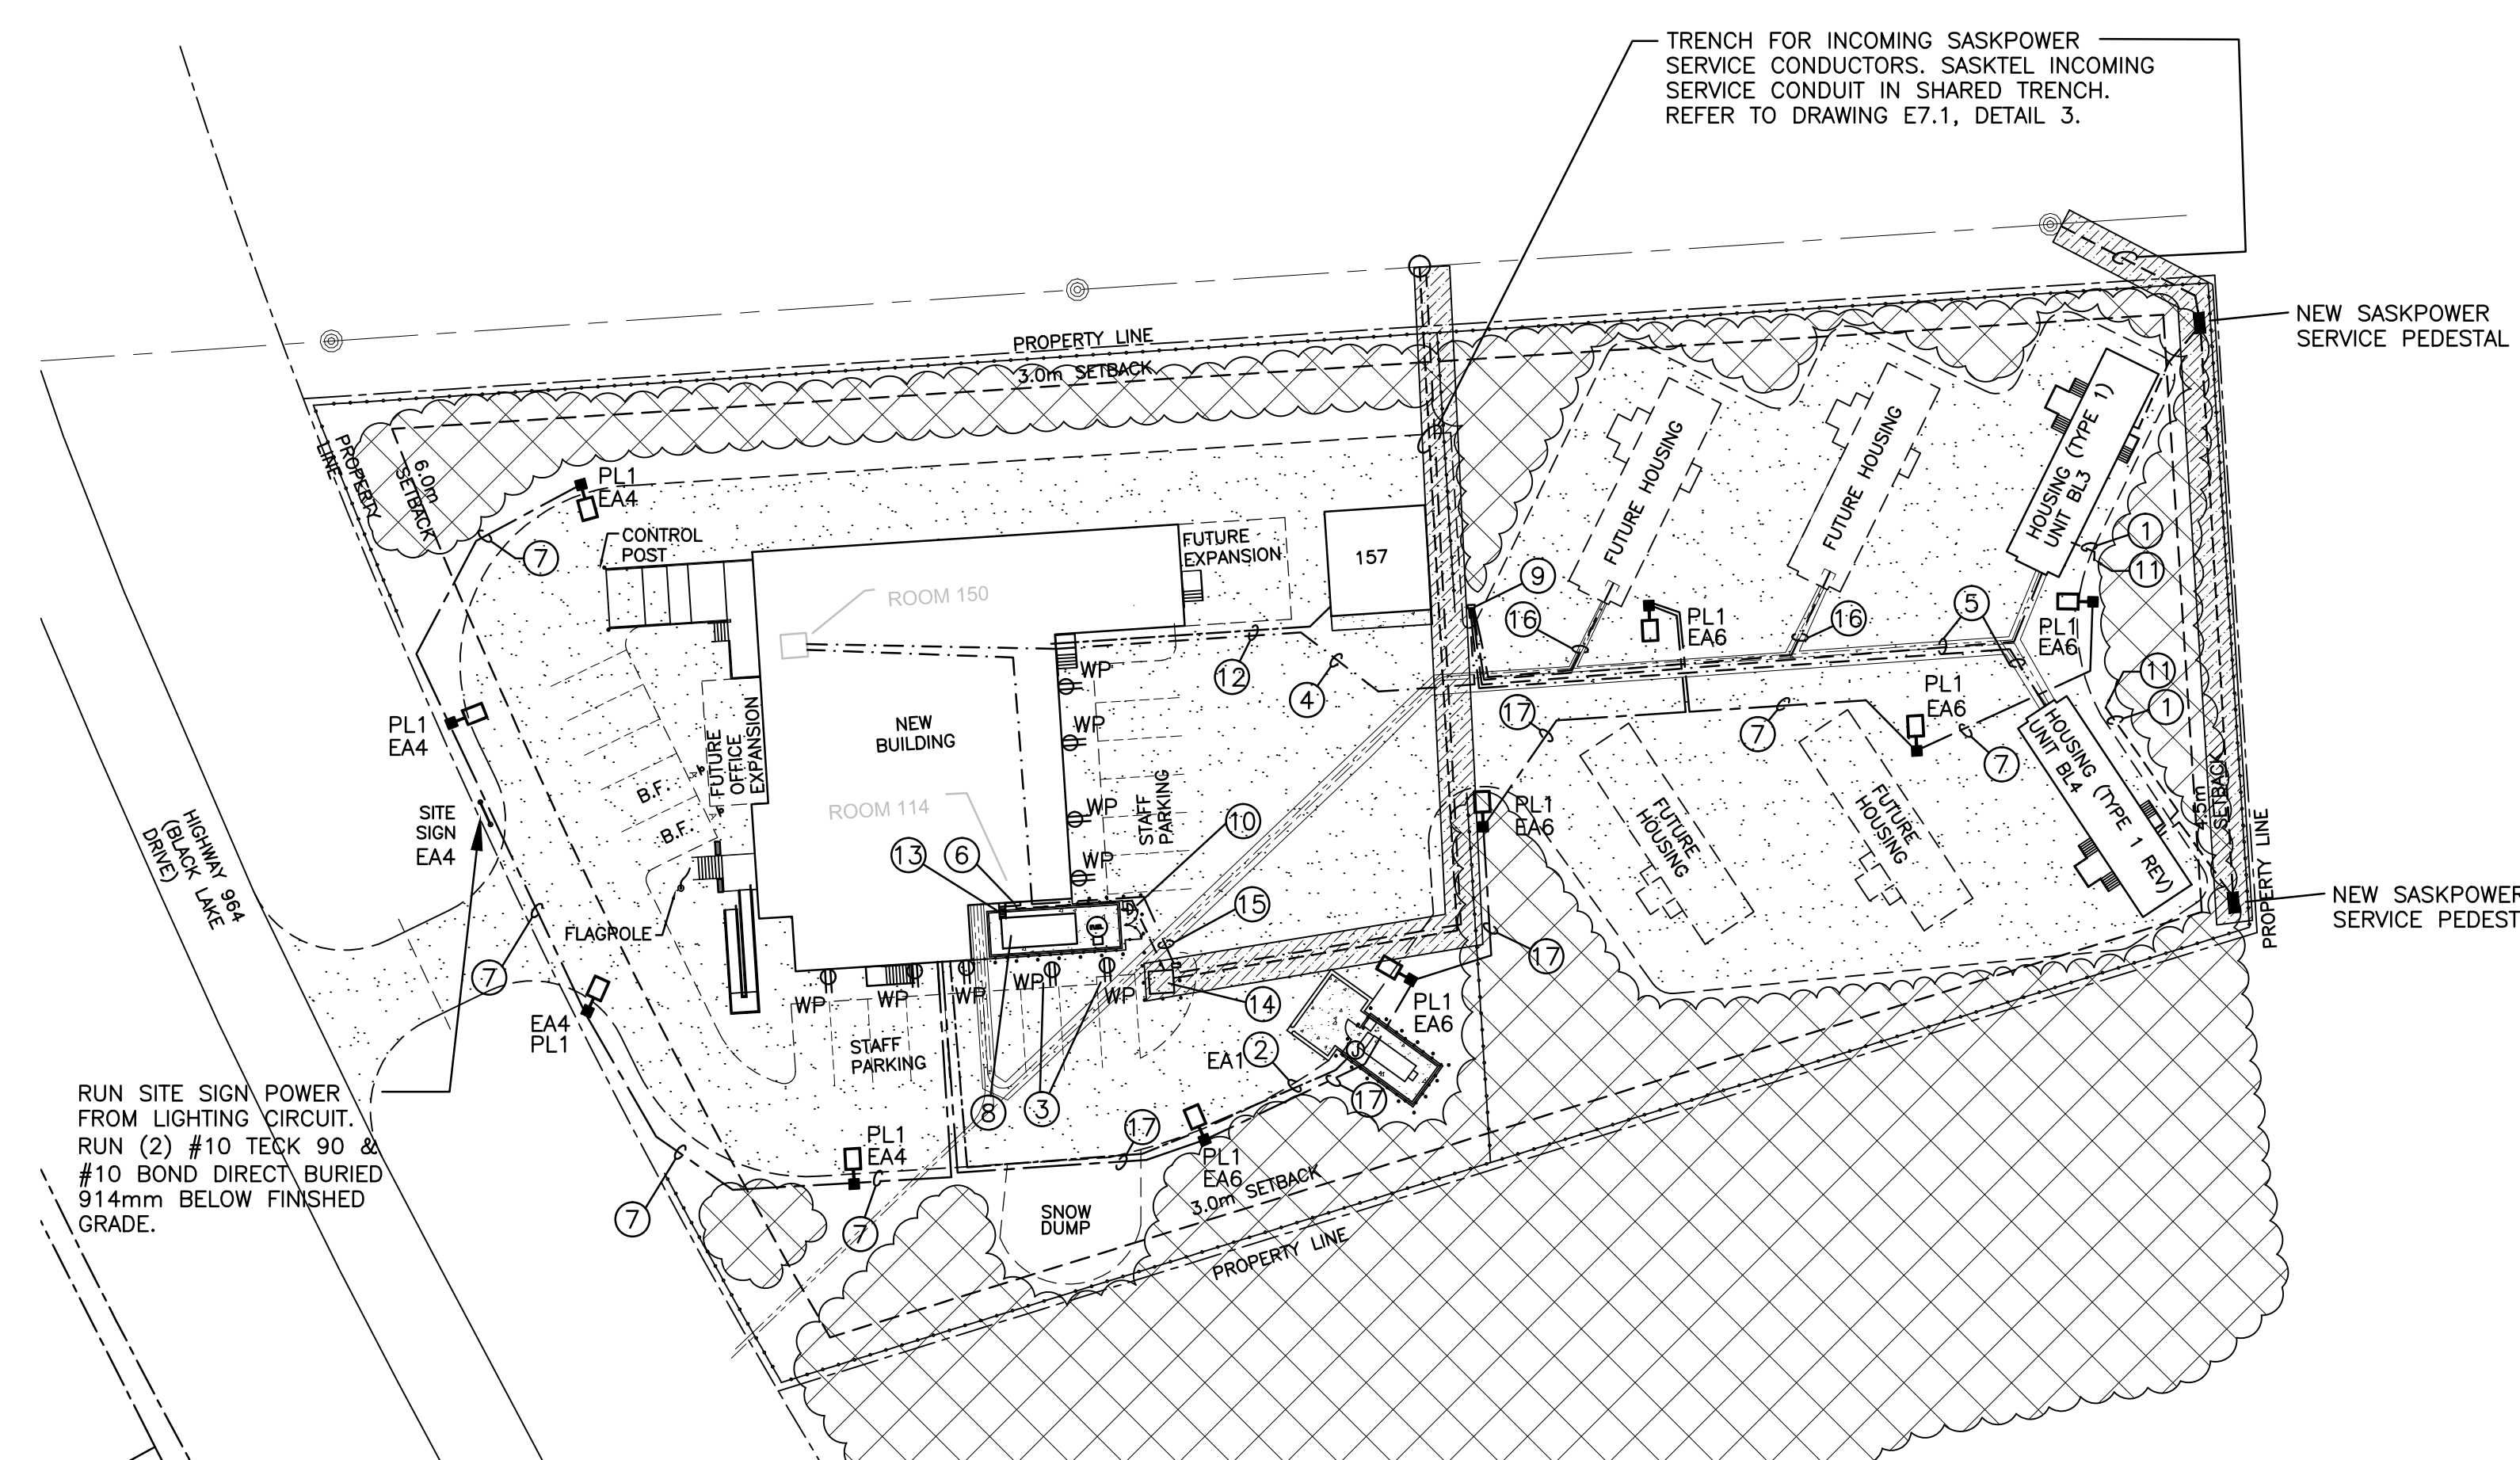 TRENCH FOR INCOMING SASKPOWER
SERVICE CONDUCTORS. SASKTEL INCOMING
SERVICE CONDUIT IN SHARED TRENCH.
REFER TO DRAWING E7.1, DETAIL 3.
NEW SASKPOWER
SERVICE PEDESTAL
PROPERTY LINE
3.0m SETBACK
PROPERTY
LINE
6.0m
SETBACK
PL1
EA4
7
CONTROL
POST
FUTURE
EXPANSION
157
9
16
FUTURE HOUSING
FUTURE HOUSING
HOUSING (TYPE 1)
UNIT BL3
1
11
ROOM 150
PL1
EA6
16
5
PL1
EA6
12
4
WP
17
7
PL1
EA6
7
11
1
PL1
EA4
NEW
BUILDING
WP
FUTURE
OFFICE
EXPANSION
B.F.
B.F.
SITE
SIGN
EA4
ROOM 114
WP
STAFF
PARKING
10
PL1
EA6
FUTURE
HOUSING
FUTURE
HOUSING
HOUSING (TYPE 1 REV)
UNIT BL4
4.5m
SETBACK
PROPERTY LINE
HIGHWAY 964
(BLACK LAKE
DRIVE)
13
6
WP
FUEL
15
NEW SASKPOWER
SERVICE PEDEST
FLAGPOLE
7
17
WP
WP
WP
WP
WP
14
PL1
EA6
EA4
PL1
STAFF
PARKING
EA1
2
J
17
8
3
RUN SITE SIGN POWER
FROM LIGHTING CIRCUIT.
RUN (2) #10 TECK 90 &
#10 BOND DIRECT BURIED
914mm BELOW FINISHED
GRADE.
PL1
EA4
17
PL1
EA6
7
7
SNOW
DUMP
3.0m SETBACK
PROPERTY LINE